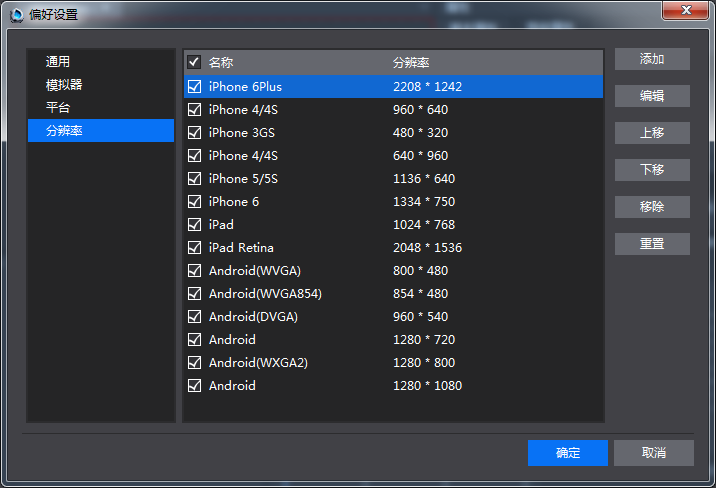 偏好设置
通用
模拟器
平台
分辨率
名称 分辨率
iPhone 6Plus 2208 * 1242
iPhone 4/4S 960 * 640
iPhone 3GS 480 * 320
iPhone 4/4S 640 * 960
iPhone 5/5S 1136 * 640
iPhone 6 1334 * 750
iPad 1024 * 768
iPad Retina 2048 * 1536
Android(WVGA) 800 * 480
Android(WVGA854) 854 * 480
Android(DVGA) 960 * 540
Android 1280 * 720
Android(WXGA2) 1280 * 800
Android 1280 * 1080
添加
编辑
上移
下移
移除
重置
确定 取消